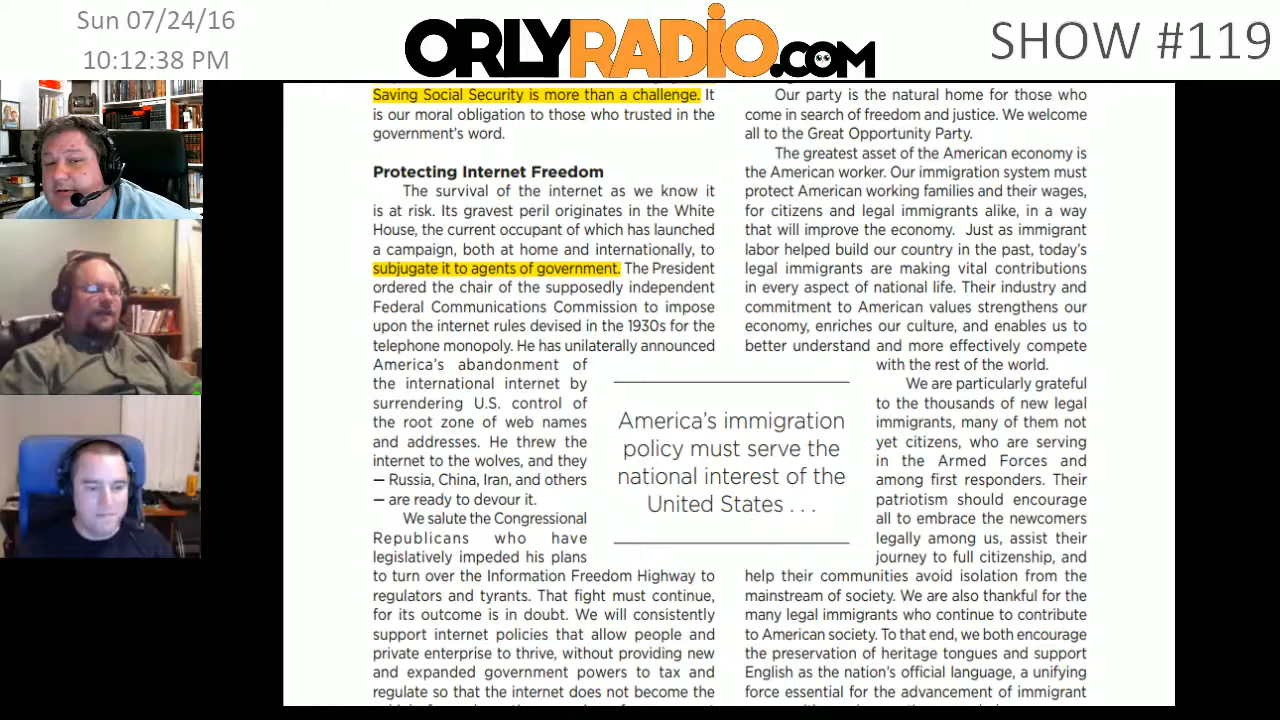 Sun 07/24/16
10:12:38 PM
ORLYRADIO.COM
SHOW #119
Saving Social Security is more than a challenge. It
is our moral obligation to those who trusted in the
government's word.
Protecting Internet Freedom
The survival of the internet as we know it
is at risk. Its gravest peril originates in the White
House, the current occupant of which has launched
a campaign, both at home and internationally, to
subjugate it to agents of government. The President
ordered the chair of the supposedly independent
Federal Communications Commission to impose
upon the internet rules devised in the 1930s for the
telephone monopoly. He has unilaterally announced
America's abandonment of
the international internet by
surrendering U.S. control of
the root zone of web names
and addresses. He threw the
internet to the wolves, and they
— Russia, China, Iran, and others
— are ready to devour it.
We salute the Congressional
Republicans who have
legislatively impeded his plans
to turn over the Information Freedom Highway to
regulators and tyrants. That fight must continue,
for its outcome is in doubt. We will consistently
support internet policies that allow people and
private enterprise to thrive, without providing new
and expanded government powers to tax and
regulate so that the internet does not become the
America's immigration
policy must serve the
national interest of the
United States . . .
Our party is the natural home for those who
come in search of freedom and justice. We welcome
all to the Great Opportunity Party.
The greatest asset of the American economy is
the American worker. Our immigration system must
protect American working families and their wages,
for citizens and legal immigrants alike, in a way
that will improve the economy. Just as immigrant
labor helped build our country in the past, today's
legal immigrants are making vital contributions
in every aspect of national life. Their industry and
commitment to American values strengthens our
economy, enriches our culture, and enables us to
better understand and more effectively compete
with the rest of the world.
We are particularly grateful
to the thousands of new legal
immigrants, many of them not
yet citizens, who are serving
in the Armed Forces and
among first responders. Their
patriotism should encourage
all to embrace the newcomers
legally among us, assist their
journey to full citizenship, and
help their communities avoid isolation from the
mainstream of society. We are also thankful for the
many legal immigrants who continue to contribute
to American society. To that end, we both encourage
the preservation of heritage tongues and support
English as the nation's official language, a unifying
force essential for the advancement of immigrant